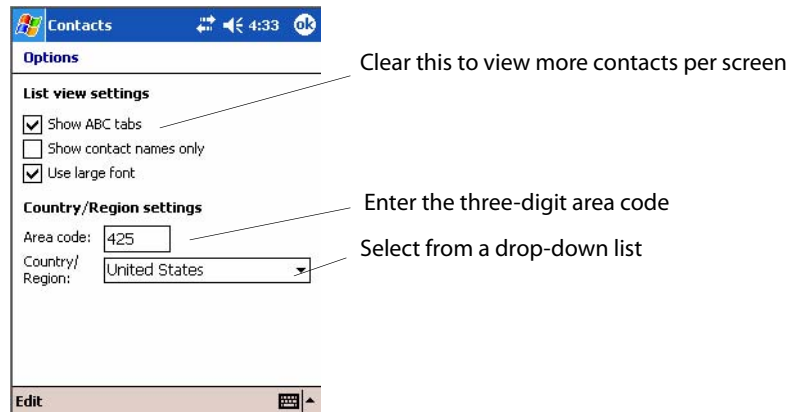 Contacts 4:33 ok
Options
Clear this to view more contacts per screen
List view settings
Show ABC tabs
Show contact names only
Use large font
Country/Region settings
Enter the three-digit area code
Area code: 425
Select from a drop-down list
Country/
Region: United States
Edit